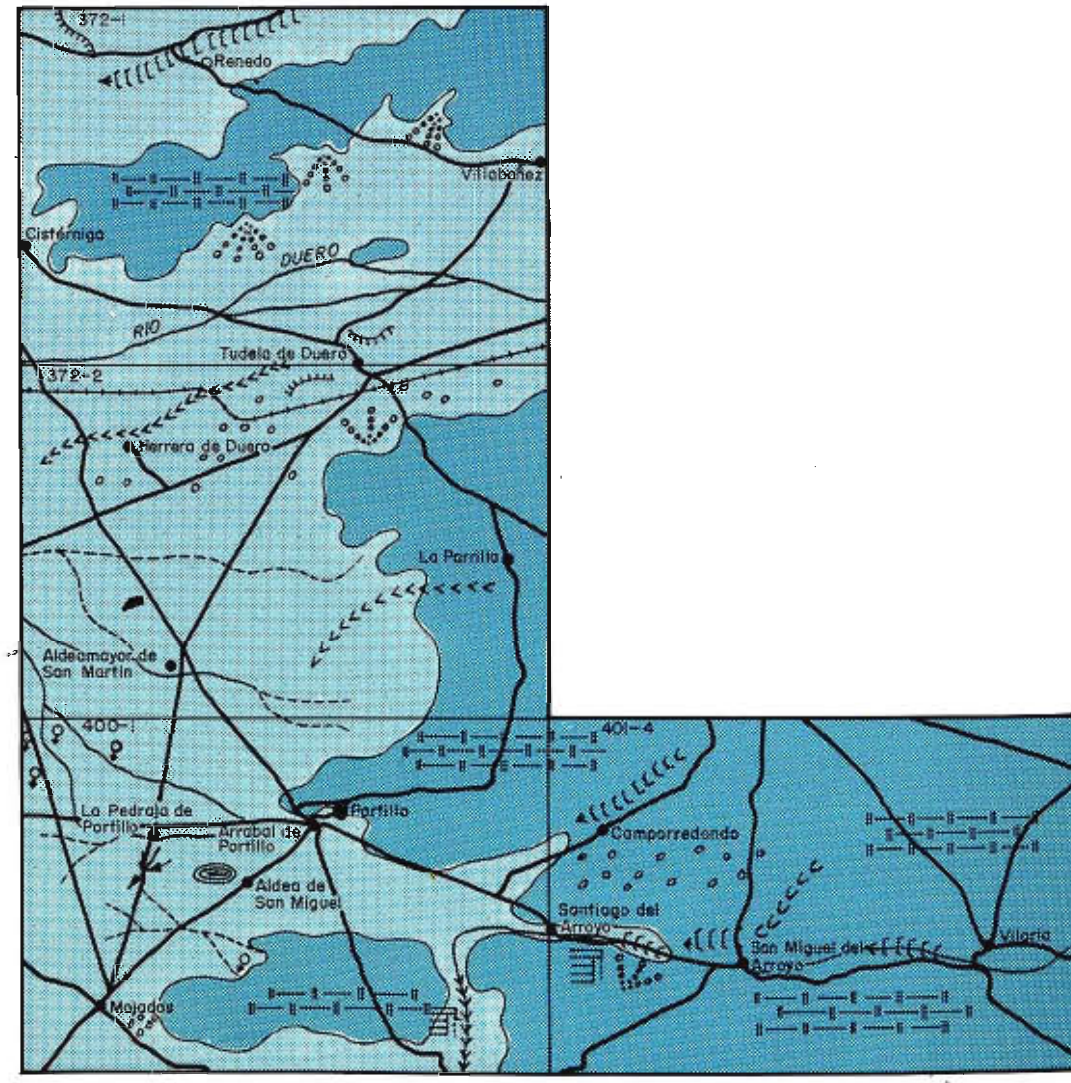 372-1
Renedo
Villabañez
Cistérniga
DUERO
RIO
Tudela de Duero
372-2
Herrera de Duero
La Parrilla
Aldeamayor de
San Martín
400-1
401-4
La Pedraja de
Portillo
Arrabal de
Portillo
Portillo
Camporredondo
Aldea de
San Miguel
Santiago del
Arroyo
San Miguel del
Arroyo
Viloria
Mojados